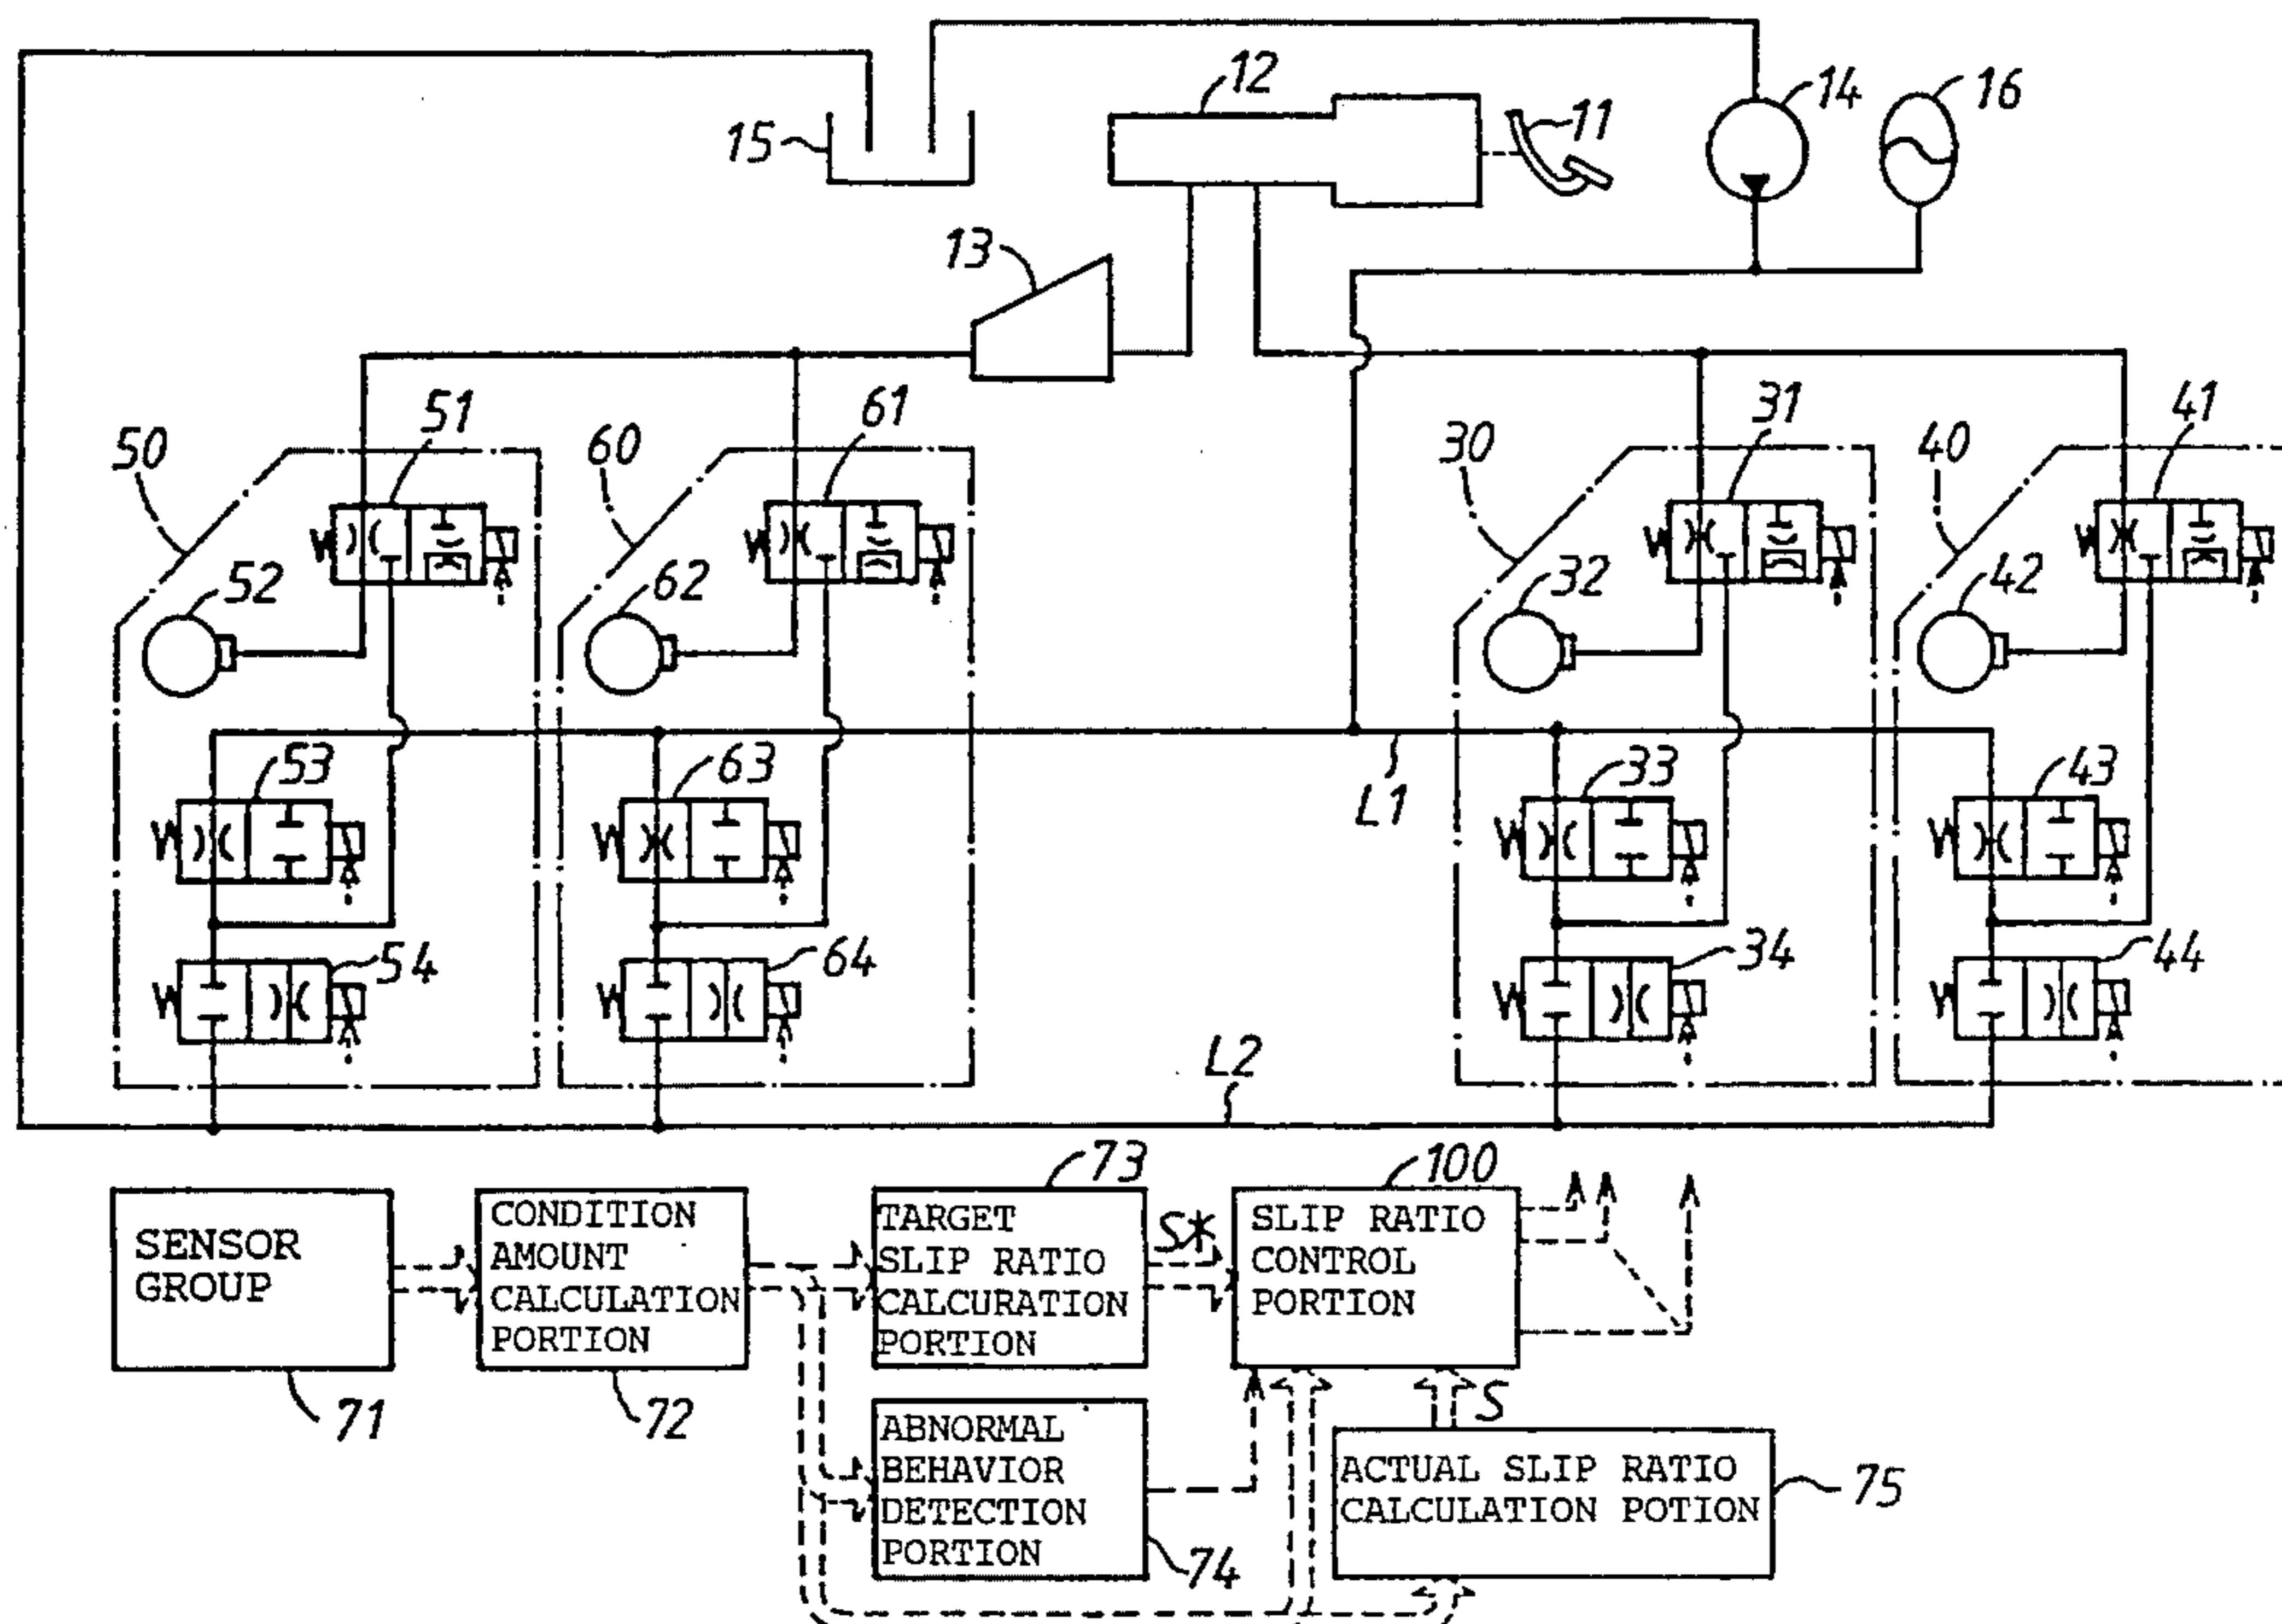 12
14
16
15
11
13
51
61
31
41
50
60
30
40
52
62
32
42
53
63
33
43
L1
54
64
34
44
L2
73
100
SENSOR
GROUP
CONDITION
AMOUNT
CALCULATION
PORTION
TARGET
SLIP RATIO
CALCURATION
PORTION
S*
SLIP RATIO
CONTROL
PORTION
71
72
ABNORMAL
BEHAVIOR
DETECTION
PORTION
74
S
ACTUAL SLIP RATIO
CALCULATION POTION
75